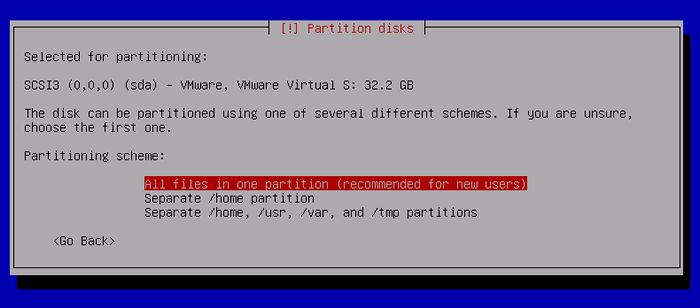 [!] Partition disks
Selected for partitioning:
SCSI3 (0,0,0) (sda) - VMware, VMware Virtual S: 32.2 GB
The disk can be partitioned using one of several different schemes. If you are unsure,
choose the first one.
Partitioning scheme:
All files in one partition (recommended for new users)
Separate /home partition
Separate /home, /usr, /var, and /tmp partitions
<Go Back>